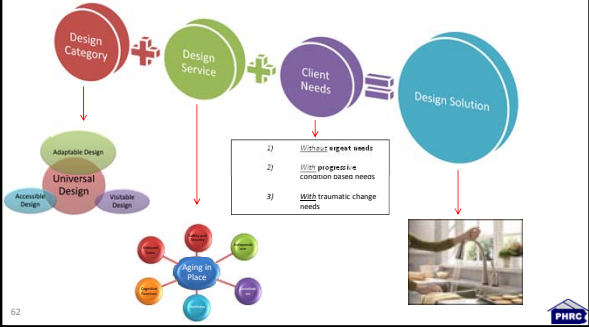 Design
Category
Design
Service
Client
Needs
Design Solution
Adaptable Design
Universal
Design
Accessible
Design
Visitable
Design
1) Without urgent needs
2) With progressive
condition based needs
3) With traumatic change
needs
Aging in
Place
62
PHRC